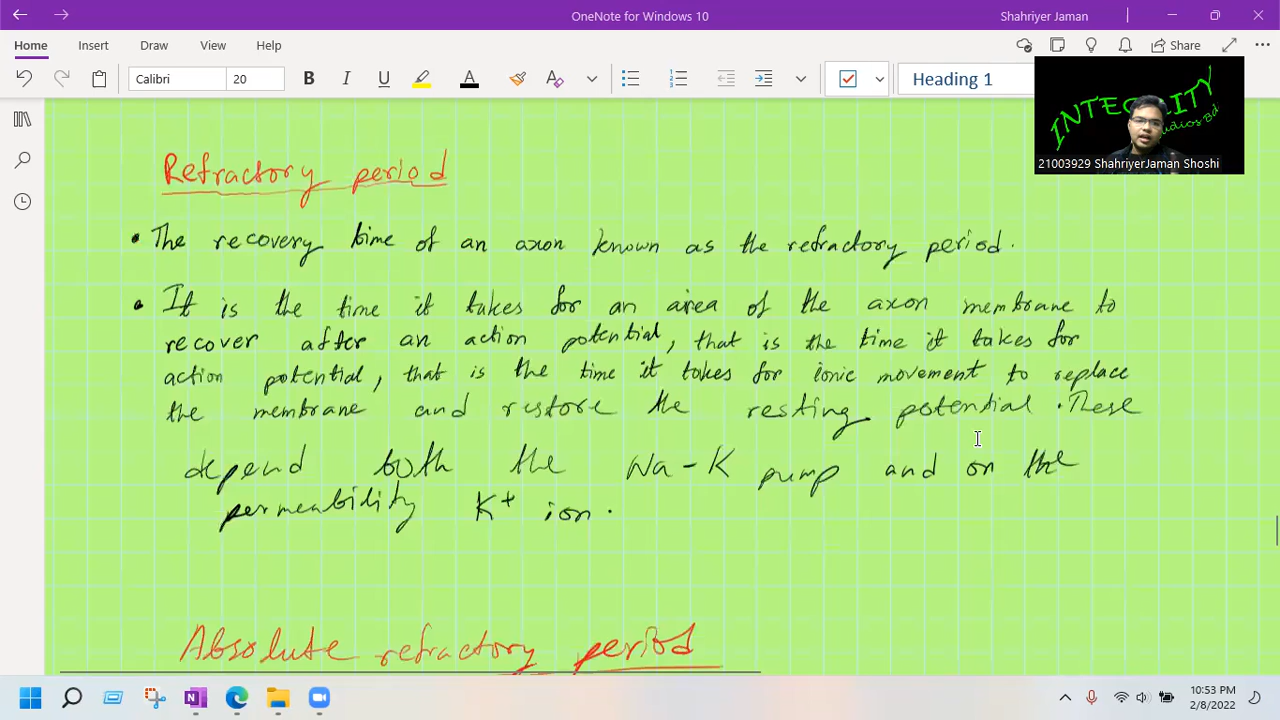 OneNote for Windows 10
Shahriyer Jaman
Home Insert Draw View Help
Share
Calibri 20 B I U A Heading 1
INTEGRITY
Studios Bd
21003929 ShahriyerJaman Shoshi
Refractory period
• The recovery time of an axon known as the refractory period.
• It is the time it takes for an area of the axon membrane to
recover after an action potential, that is the time it takes for
action potential, that is the time it takes for ionic movement to replace
the membrane and restore the resting potential. These
depend both the Na-K pump and on the
permeability K+ ion.
Absolute refractory period
10:53 PM
2/8/2022